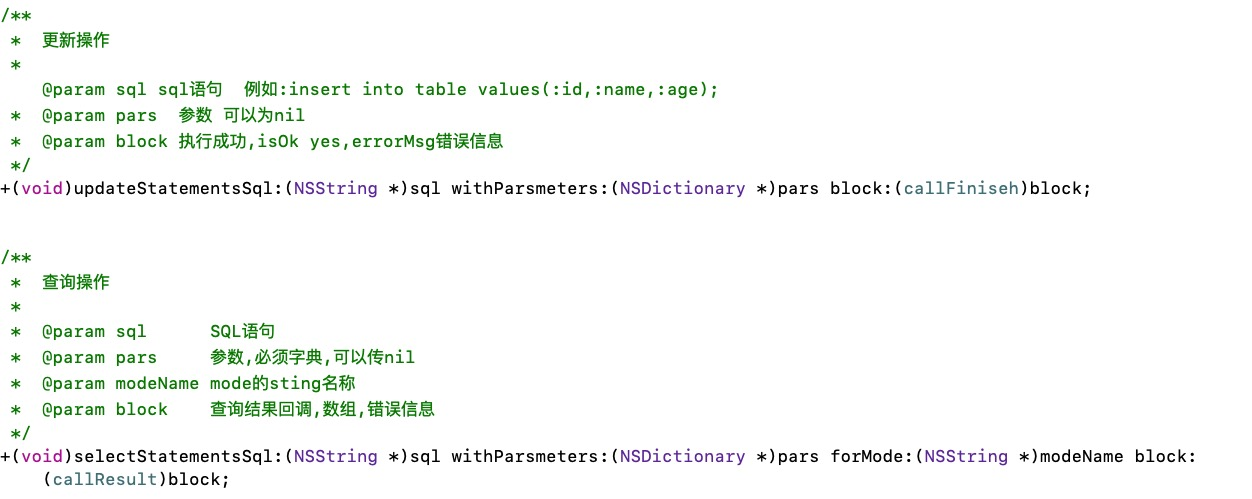 /**
 *  更新操作
 *
    @param sql sql语句  例如:insert into table values(:id,:name,:age);
 *  @param pars  参数 可以为nil
 *  @param block 执行成功,isOk yes,errorMsg错误信息
 */
+(void)updateStatementsSql:(NSString *)sql withParsmeters:(NSDictionary *)pars block:(callFiniseh)block;
/**
 *  查询操作
 *
 *  @param sql      SQL语句
 *  @param pars     参数,必须字典,可以传nil
 *  @param modeName mode的sting名称
 *  @param block    查询结果回调,数组,错误信息
 */
+(void)selectStatementsSql:(NSString *)sql withParsmeters:(NSDictionary *)pars forMode:(NSString *)modeName block:
    (callResult)block;